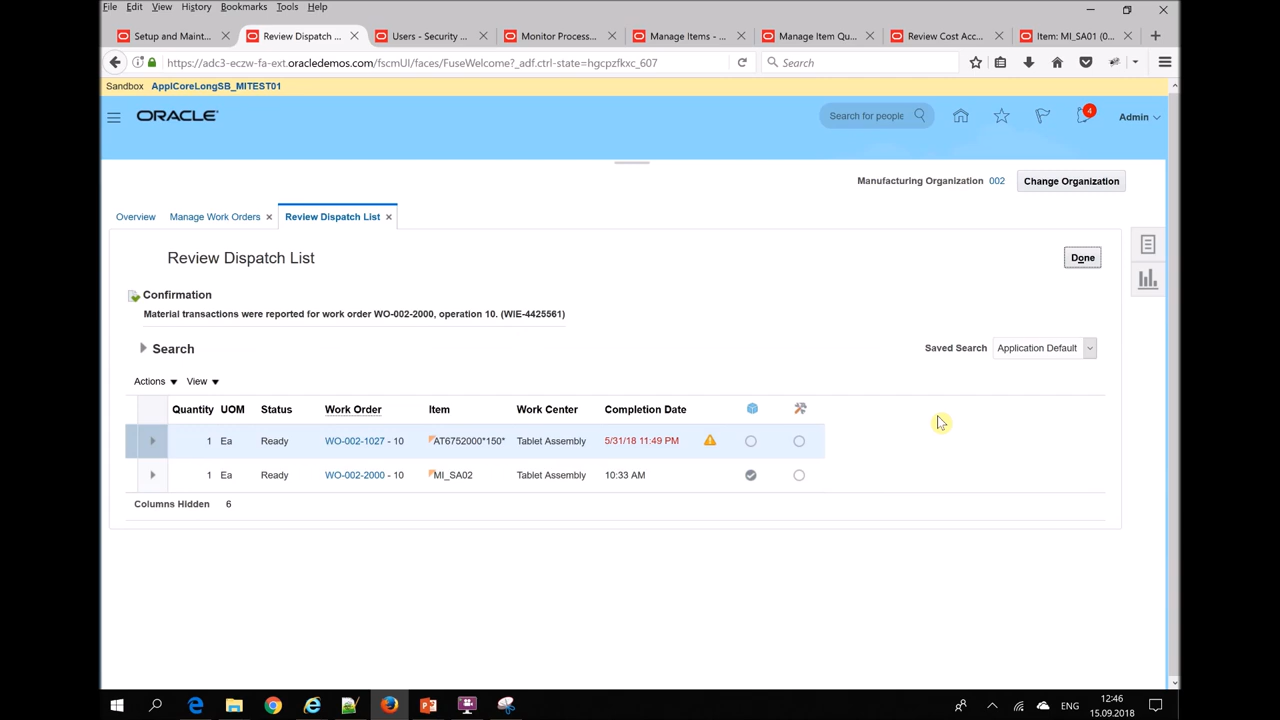 File Edit View History Bookmarks Tools Help
Setup and Maint... Review Dispatch ... Users - Security ... Monitor Process... Manage Items - ... Manage Item Qu... Review Cost Acc... Item: MI_SA01 (0...
https://adc3-eczw-fa-ext.oracledemos.com/fscmUI/faces/FuseWelcome?_adf.ctrl-state=hgcpzfkxc_607 Search
Sandbox ApplCoreLongSB_MITEST01
ORACLE Search for people 4 Admin
Manufacturing Organization 002 Change Organization
Overview Manage Work Orders Review Dispatch List
Review Dispatch List Done
Confirmation
Material transactions were reported for work order WO-002-2000, operation 10. (WIE-4425561)
Search Saved Search Application Default
Actions View
Quantity UOM Status Work Order Item Work Center Completion Date
1 Ea Ready WO-002-1027 - 10 AT6752000*150* Tablet Assembly 5/31/18 11:49 PM
1 Ea Ready WO-002-2000 - 10 MI_SA02 Tablet Assembly 10:33 AM
Columns Hidden 6
12:46
ENG
15.09.2018